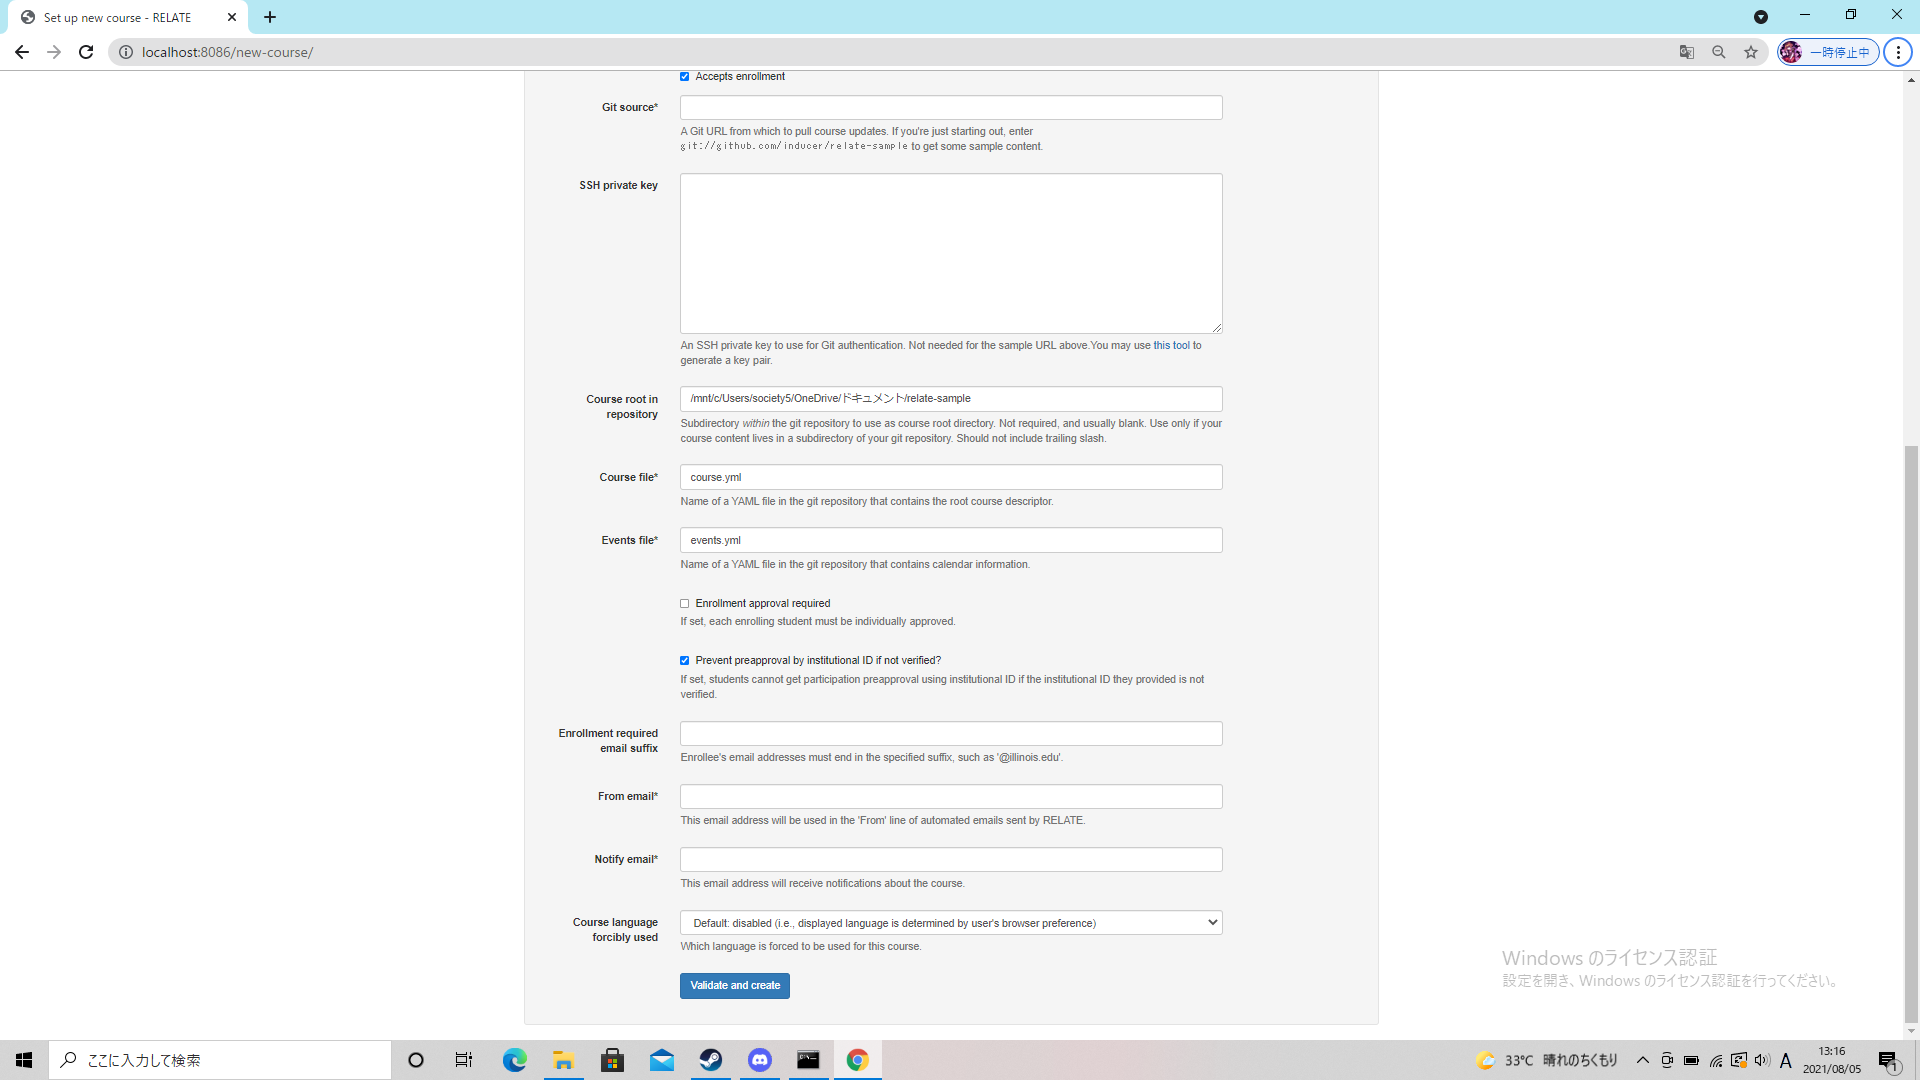 Set up new course - RELATE
localhost:8086/new-course/
一時停止中
Accepts enrollment
Git source*
A Git URL from which to pull course updates. If you're just starting out, enter
git://github.com/inducer/relate-sample to get some sample content.
SSH private key
An SSH private key to use for Git authentication. Not needed for the sample URL above.You may use this tool to
generate a key pair.
Course root in
repository
/mnt/c/Users/society5/OneDrive/ドキュメント/relate-sample
Subdirectory within the git repository to use as course root directory. Not required, and usually blank. Use only if your
course content lives in a subdirectory of your git repository. Should not include trailing slash.
Course file*
course.yml
Name of a YAML file in the git repository that contains the root course descriptor.
Events file*
events.yml
Name of a YAML file in the git repository that contains calendar information.
Enrollment approval required
If set, each enrolling student must be individually approved.
Prevent preapproval by institutional ID if not verified?
If set, students cannot get participation preapproval using institutional ID if the institutional ID they provided is not
verified.
Enrollment required
email suffix
Enrollee's email addresses must end in the specified suffix, such as '@illinois.edu'.
From email*
This email address will be used in the 'From' line of automated emails sent by RELATE.
Notify email*
This email address will receive notifications about the course.
Course language
forcibly used
Default: disabled (i.e., displayed language is determined by user's browser preference)
Which language is forced to be used for this course.
Validate and create
Windows のライセンス認証
設定を開き、Windows のライセンス認証を行ってください。
ここに入力して検索
33°C 晴れのちくもり
A
13:16
2021/08/05
1